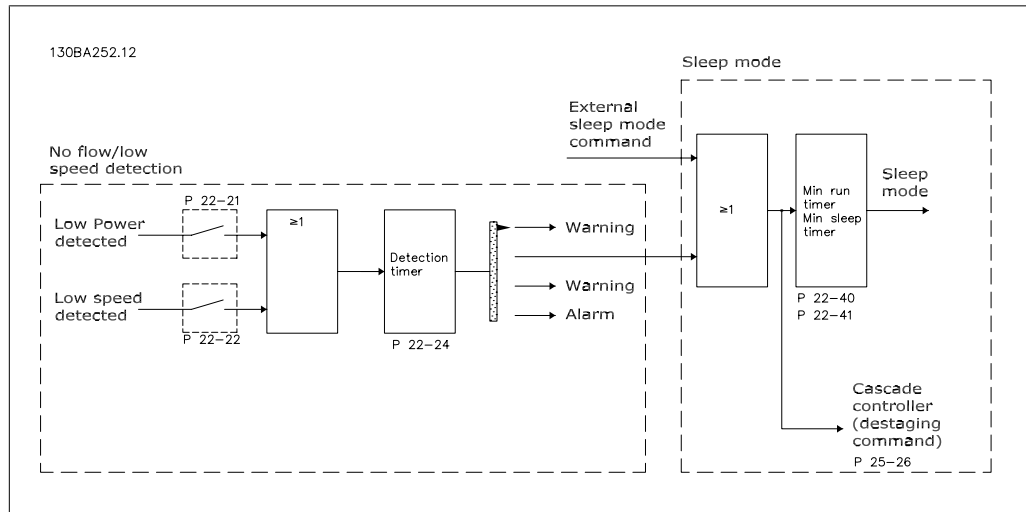 130BA252.12
Sleep mode
External
sleep mode
command
No flow/low
speed detection
P 22-21
Low Power
detected
≥1
Low speed
detected
P 22-22
Detection
timer
P 22-24
Warning
Warning
Alarm
≥1
Min run
timer
Min sleep
timer
P 22-40
P 22-41
Sleep
mode
Cascade
controller
(destaging
command)
P 25-26